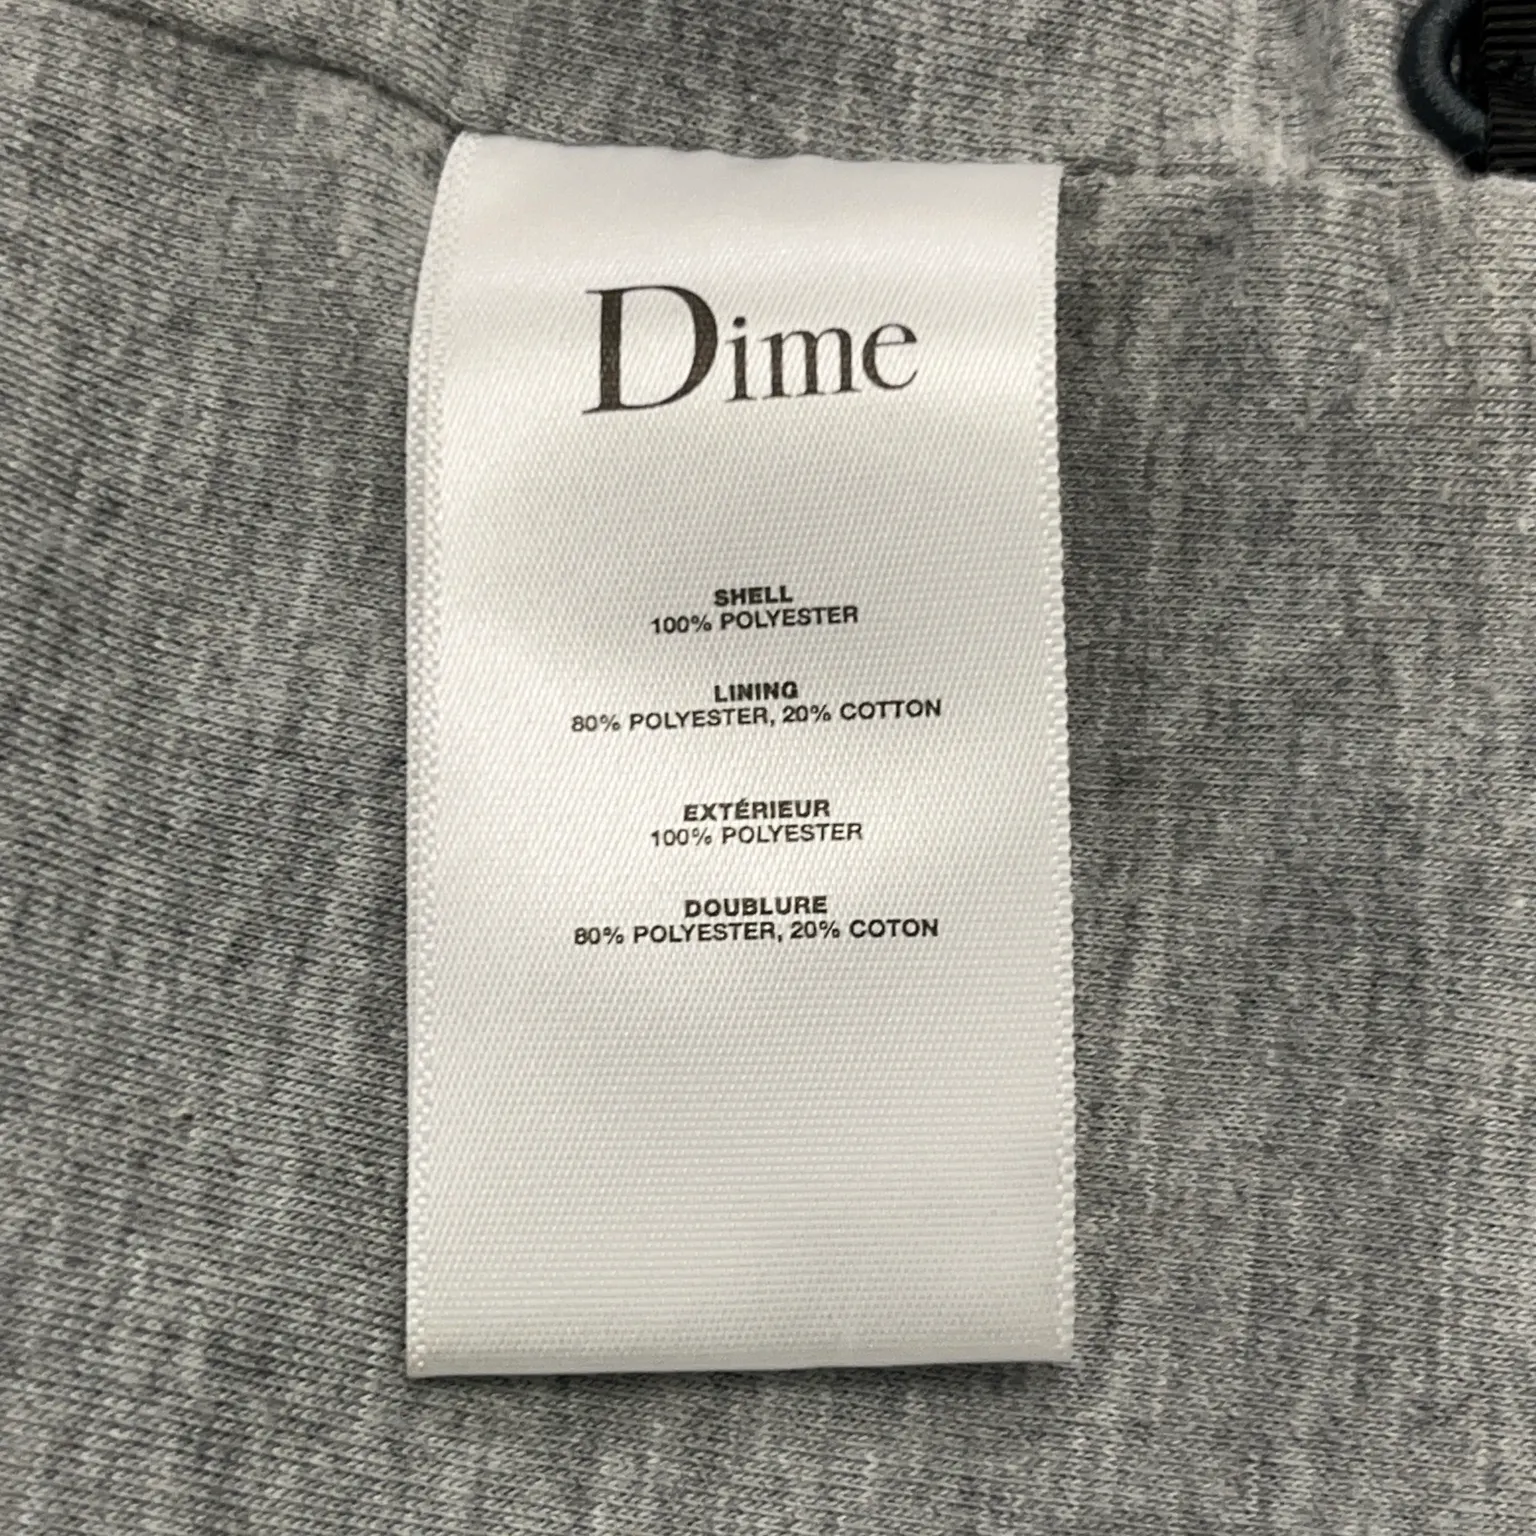 Dime
SHELL
100% POLYESTER
LINING
80% POLYESTER, 20% COTTON
EXTÉRIEUR
100% POLYESTER
DOUBLURE
80% POLYESTER, 20% COTON